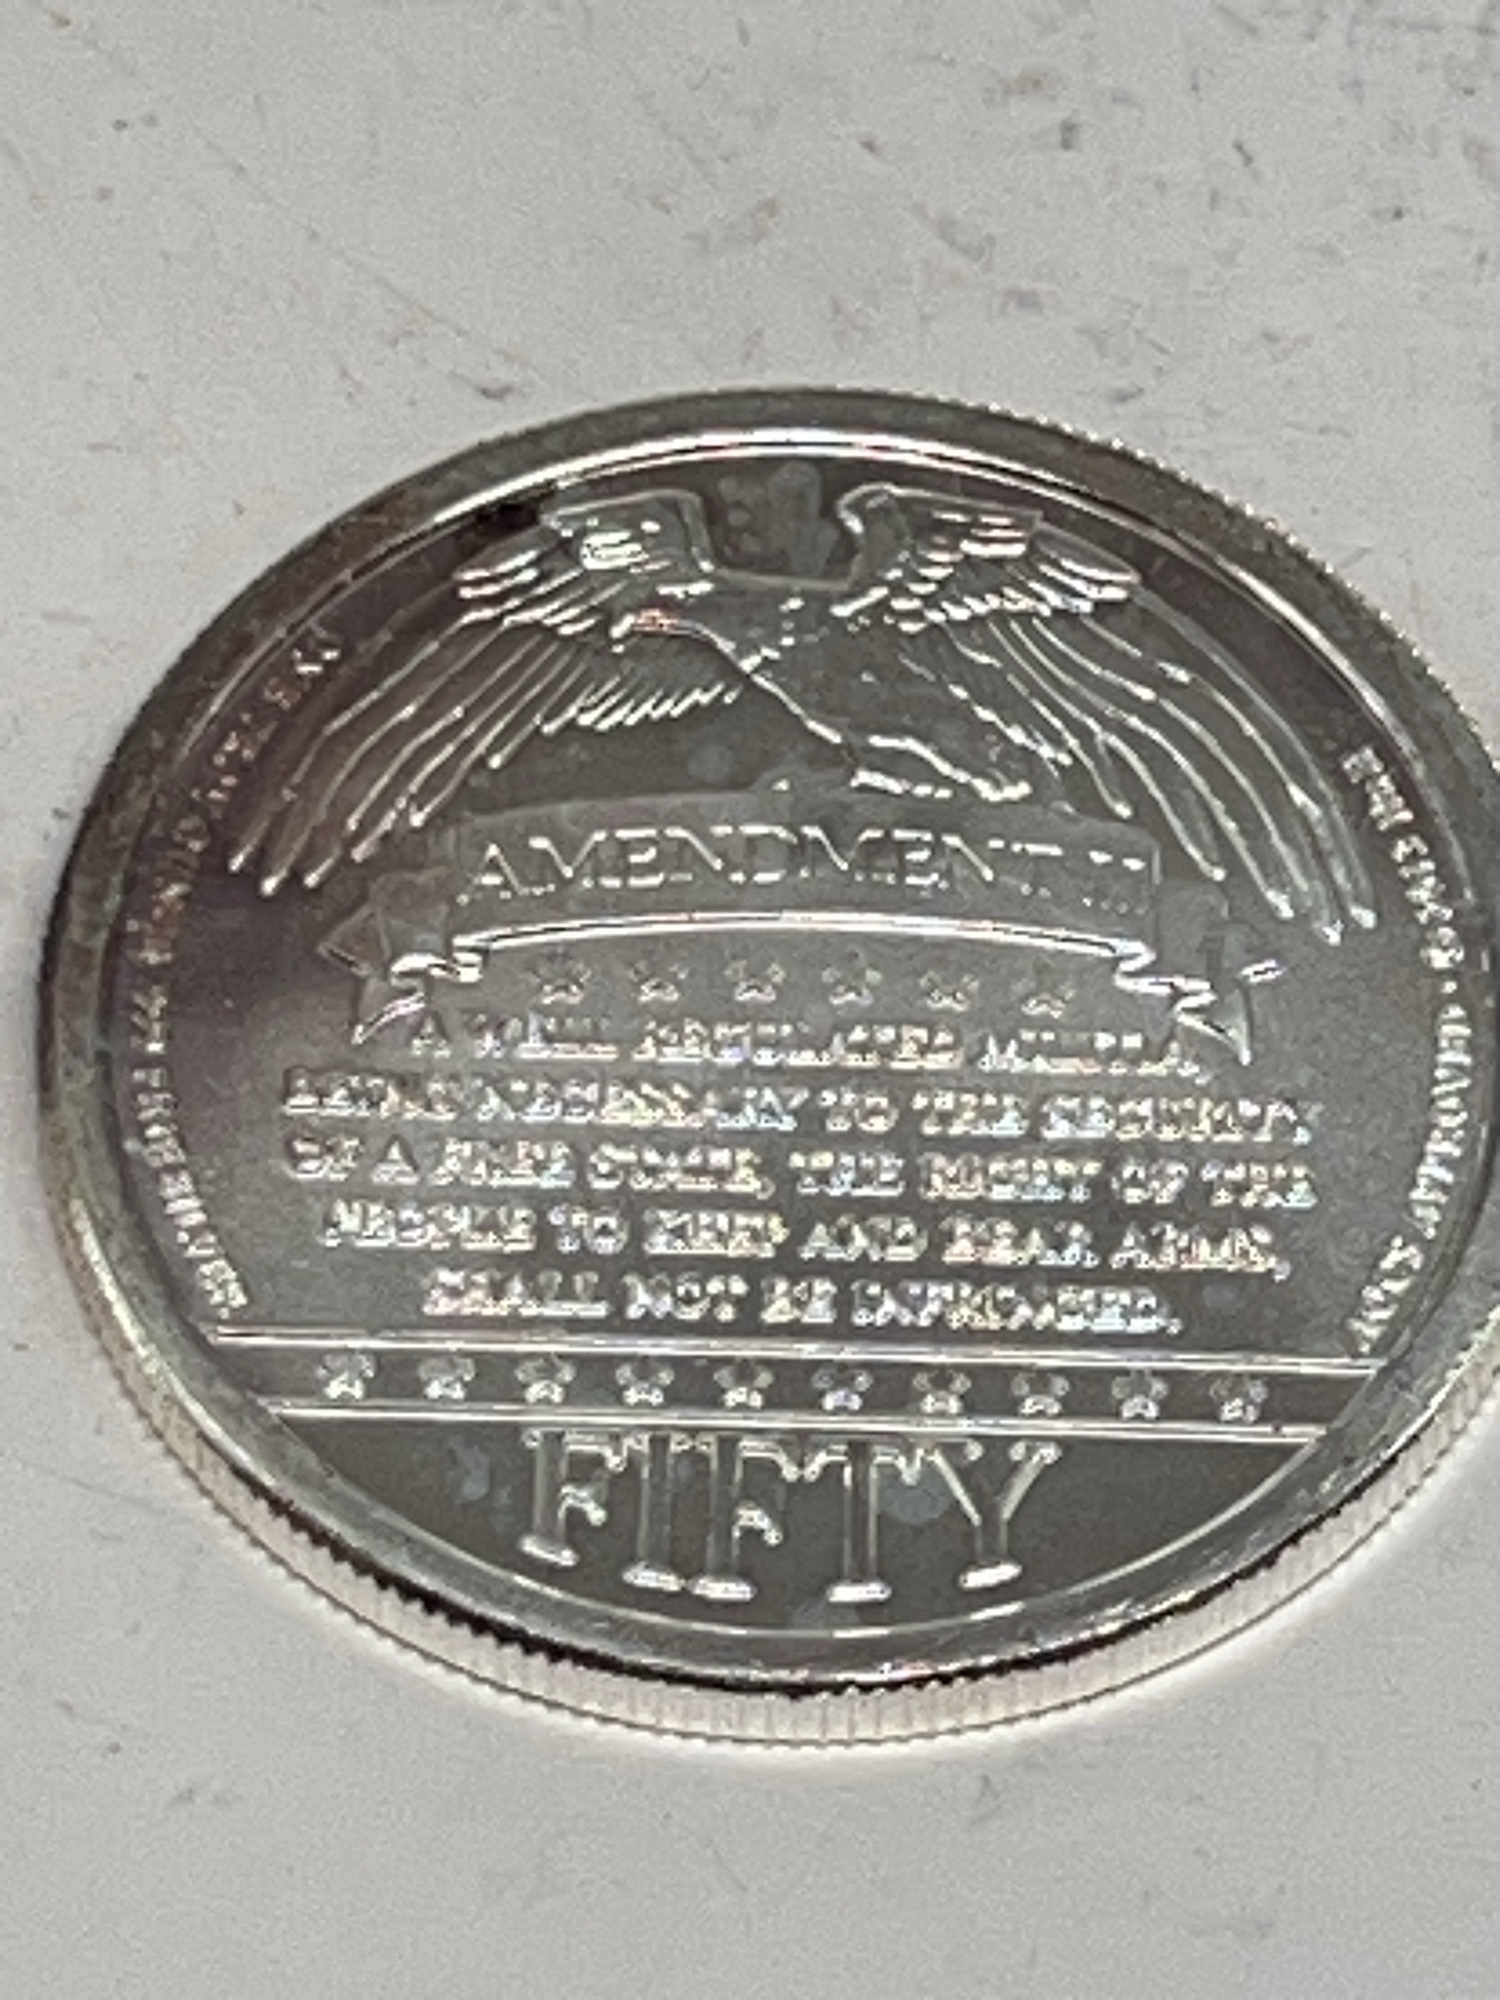 AMENDMENT II
A WELL REGULATED MILITIA,
BEING NECESSARY TO THE SECURITY
OF A FREE STATE, THE RIGHT OF THE
PEOPLE TO KEEP AND BEAR ARMS,
SHALL NOT BE INFRINGED.
FIFTY